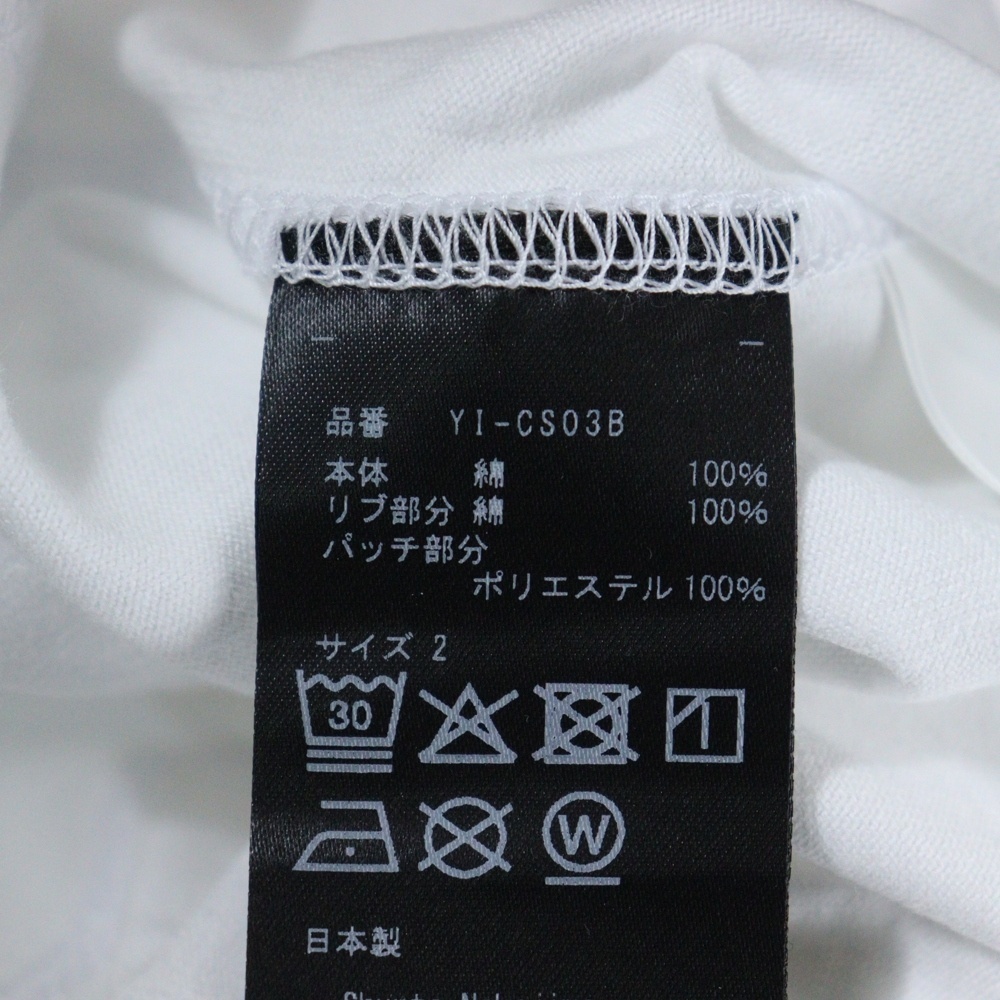 品番 YI-CS03B
本体 綿 100%
リブ部分 綿 100%
パッチ部分
ポリエステル 100%
サイズ 2
30
W
日本製